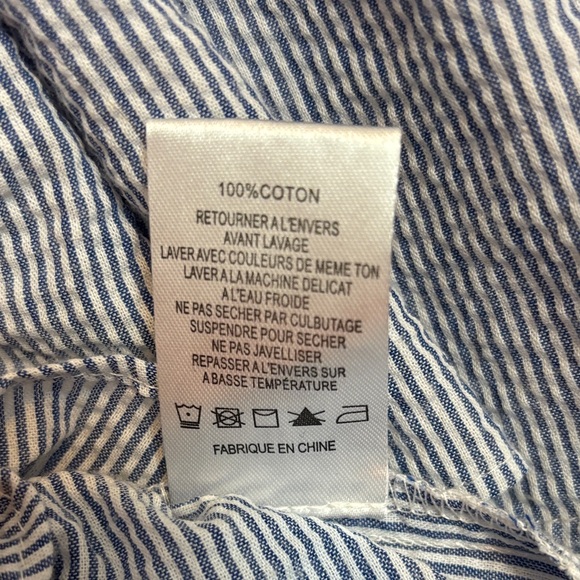 100%COTON
RETOURNER A L'ENVERS
AVANT LAVAGE
LAVER AVEC COULEURS DE MEME TON
LAVER A LA MACHINE DELICAT
A L'EAU FROIDE
NE PAS SECHER PAR CULBUTAGE
SUSPENDRE POUR SECHER
NE PAS JAVELLISER
REPASSER A L'ENVERS SUR
A BASSE TEMPÉRATURE
FABRIQUE EN CHINE